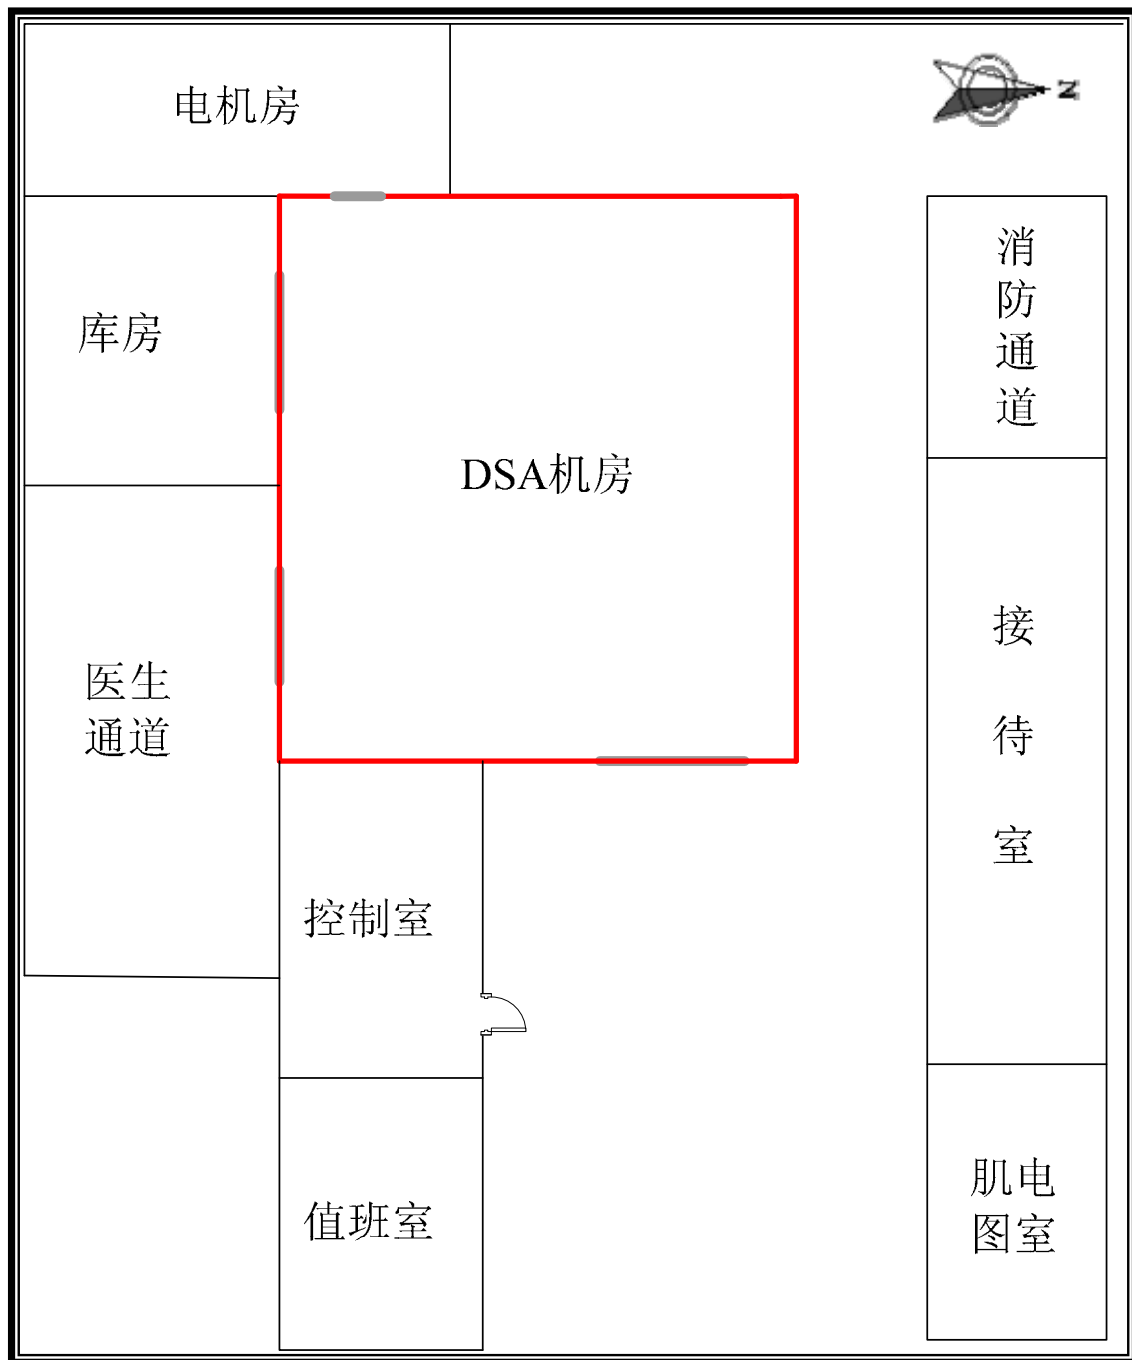 电机房
N
库房
消
防
通
道
DSA机房
接
待
室
医生
通道
控制室
值班室
肌电
图室